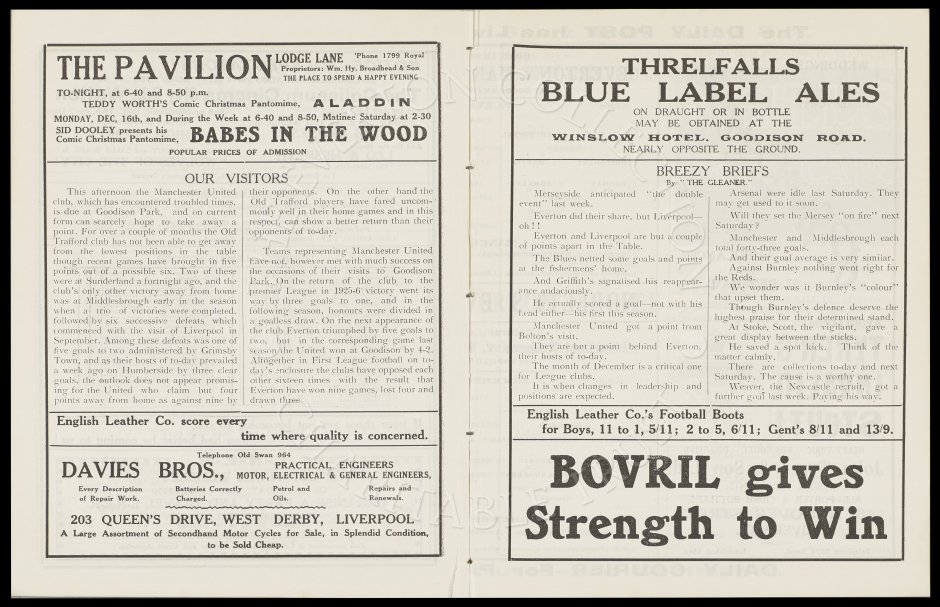 THE PAVILION
LODGE LANE 'Phone 1799 Royal
Proprietors: Wm. Hy. Broadhead & Son
THE PLACE TO SPEND A HAPPY EVENING
TO-NIGHT, at 6-40 and 8-50 p.m.
TEDDY WORTH'S Comic Christmas Pantomime, ALADDIN
MONDAY, DEC, 16th, and During the Week at 6-40 and 8-50, Matinee Saturday at 2-30
SID DOOLEY presents his
Comic Christmas Pantomime, BABES IN THE WOOD
POPULAR PRICES OF ADMISSION
OUR VISITORS
This afternoon the Manchester United
club, which has encountered troubled times,
is due at Goodison Park, and on current
form can scarcely hope to take away a
point. For over a couple of months the Old
Trafford club has not been able to get away
from the lowest positions in the table
though recent games have brought in five
points out of a possible six. Two of these
were at Sunderland a fortnight ago, and the
club's only other victory away from home
was at Middlesbrough early in the season
when a trio of victories were completed,
followed by six successive defeats which
commenced with the visit of Liverpool in
September. Among these defeats was one of
five goals to two administered by Grimsby
Town, and as their hosts of to-day prevailed
a week ago on Humberside by three clear
goals, the outlook does not appear promis-
ing for the United who claim but four
points away from home as against nine by
their opponents. On the other hand the
Old Trafford players have fared uncom-
monly well in their home games and in this
respect, can show a better return than their
opponents of to-day.
Teams representing Manchester United
have not, however met with much success on
the occasions of their visits to Goodison
Park. On the return of the club to the
premier League in 1925-6 victory went its
way by three goals to one, and in the
following season, honours were divided in
a goalless draw. On the next appearance of
the club Everton triumphed by five goals to
two, but in the corresponding game last
season the United won at Goodison by 4-2.
Altogether in First League football on to-
day's enclosure the clubs have opposed each
other sixteen times with the result that
Everton have won nine games, lost four and
drawn three.
English Leather Co. score every
time where quality is concerned.
Telephone Old Swan 964
DAVIES BROS., PRACTICAL ENGINEERS
MOTOR, ELECTRICAL & GENERAL ENGINEERS,
Every Description
of Repair Work.
Batteries Correctly
Charged.
Petrol and
Oils.
Repairs and
Renewals.
203 QUEEN'S DRIVE, WEST DERBY, LIVERPOOL
A Large Assortment of Secondhand Motor Cycles for Sale, in Splendid Condition,
to be Sold Cheap.
THRELFALLS
BLUE LABEL ALES
ON DRAUGHT OR IN BOTTLE
MAY BE OBTAINED AT THE
WINSLOW HOTEL, GOODISON ROAD.
NEARLY OPPOSITE THE GROUND.
BREEZY BRIEFS
By "THE GLEANER."
Merseyside anticipated "the double
event" last week.
Everton did their share, but Liverpool—
oh!!
Everton and Liverpool are but a couple
of points apart in the Table.
The Blues netted some goals and points
at the fishermens' home.
And Griffith's signalised his reappear-
ance audaciously.
He actually scored a goal—not with his
head either—his first this season.
Manchester United got a point from
Bolton's visit.
They are but a point behind Everton,
their hosts of to-day.
The month of December is a critical one
for League clubs.
It is when changes in leadership and
positions are expected.
Arsenal were idle last Saturday. They
may get used to it soon.
Will they set the Mersey "on fire" next
Saturday?
Manchester and Middlesbrough each
total forty-three goals.
And their goal average is very similar.
Against Burnley nothing went right for
the Reds.
We wonder was it Burnley's "colour"
that upset them.
Though Burnley's defence deserve the
highest praise for their determined stand.
At Stoke, Scott, the vigilant, gave a
great display between the sticks.
He saved a spot kick. Think of the
matter calmly.
There are collections to-day and next
Saturday. The cause is a worthy one.
Weaver, the Newcastle recruit, got a
further goal last week. Paying his way.
English Leather Co.'s Football Boots
for Boys, 11 to 1, 5/11; 2 to 5, 6/11; Gent's 8/11 and 13/9.
BOVRIL gives
Strength to Win